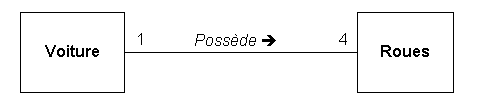 Voiture 1 Possède ➔ 4 Roues